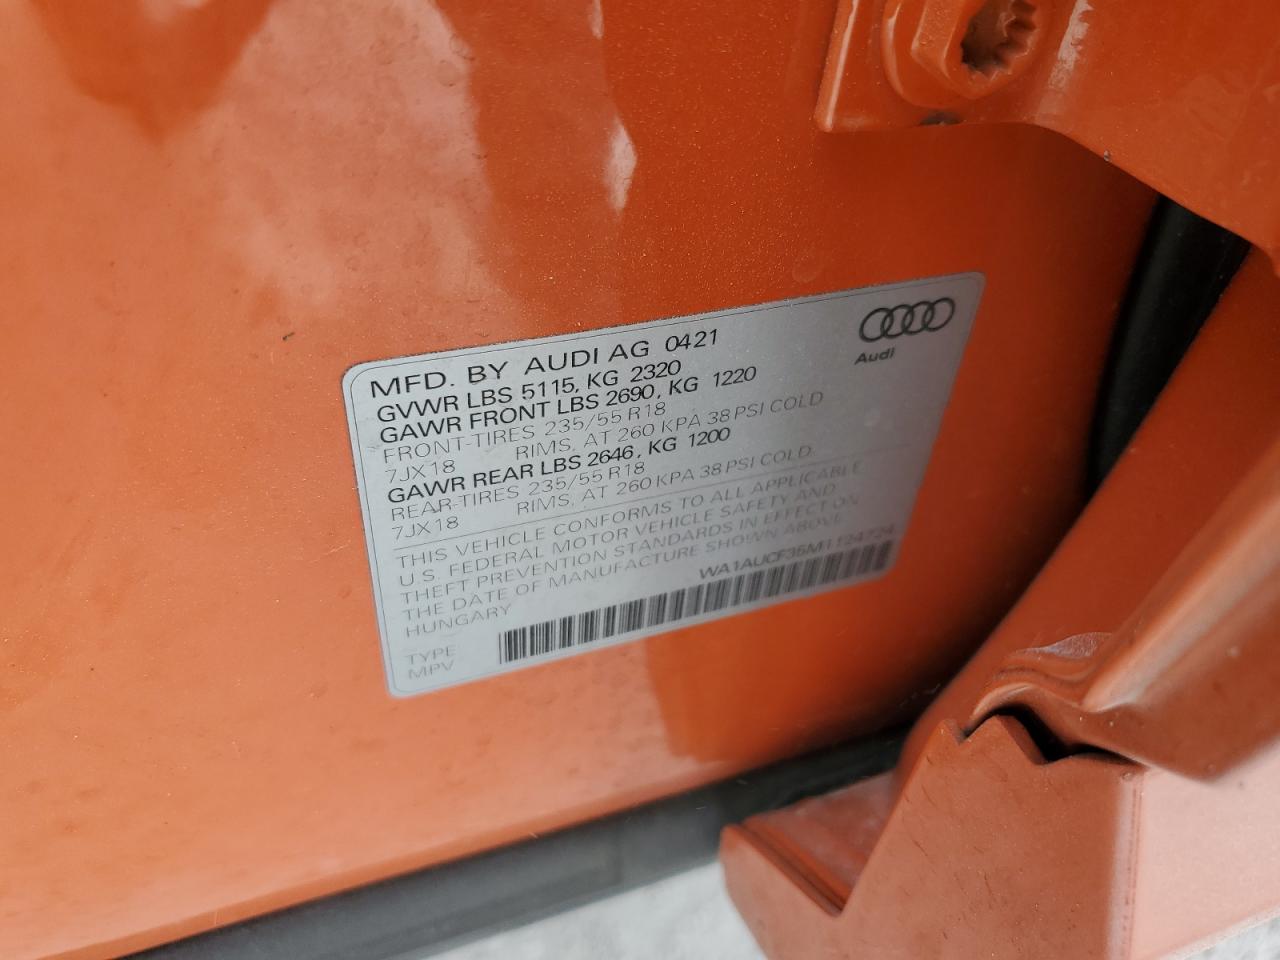 MFD. BY AUDI AG 0421
Audi
GVWR LBS 5115, KG 2320
GAWR FRONT LBS 2690, KG 1220
FRONT-TIRES 235/55 R18
7JX18 RIMS, AT 260 KPA 38 PSI COLD
GAWR REAR LBS 2646, KG 1200
REAR-TIRES 235/55 R18
7JX18 RIMS, AT 260 KPA 38 PSI COLD
THIS VEHICLE CONFORMS TO ALL APPLICABLE
U.S. FEDERAL MOTOR VEHICLE SAFETY AND
THEFT PREVENTION STANDARDS IN EFFECT ON
THE DATE OF MANUFACTURE SHOWN ABOVE
HUNGARY WA1AUCF35M1124724
TYPE
MPV